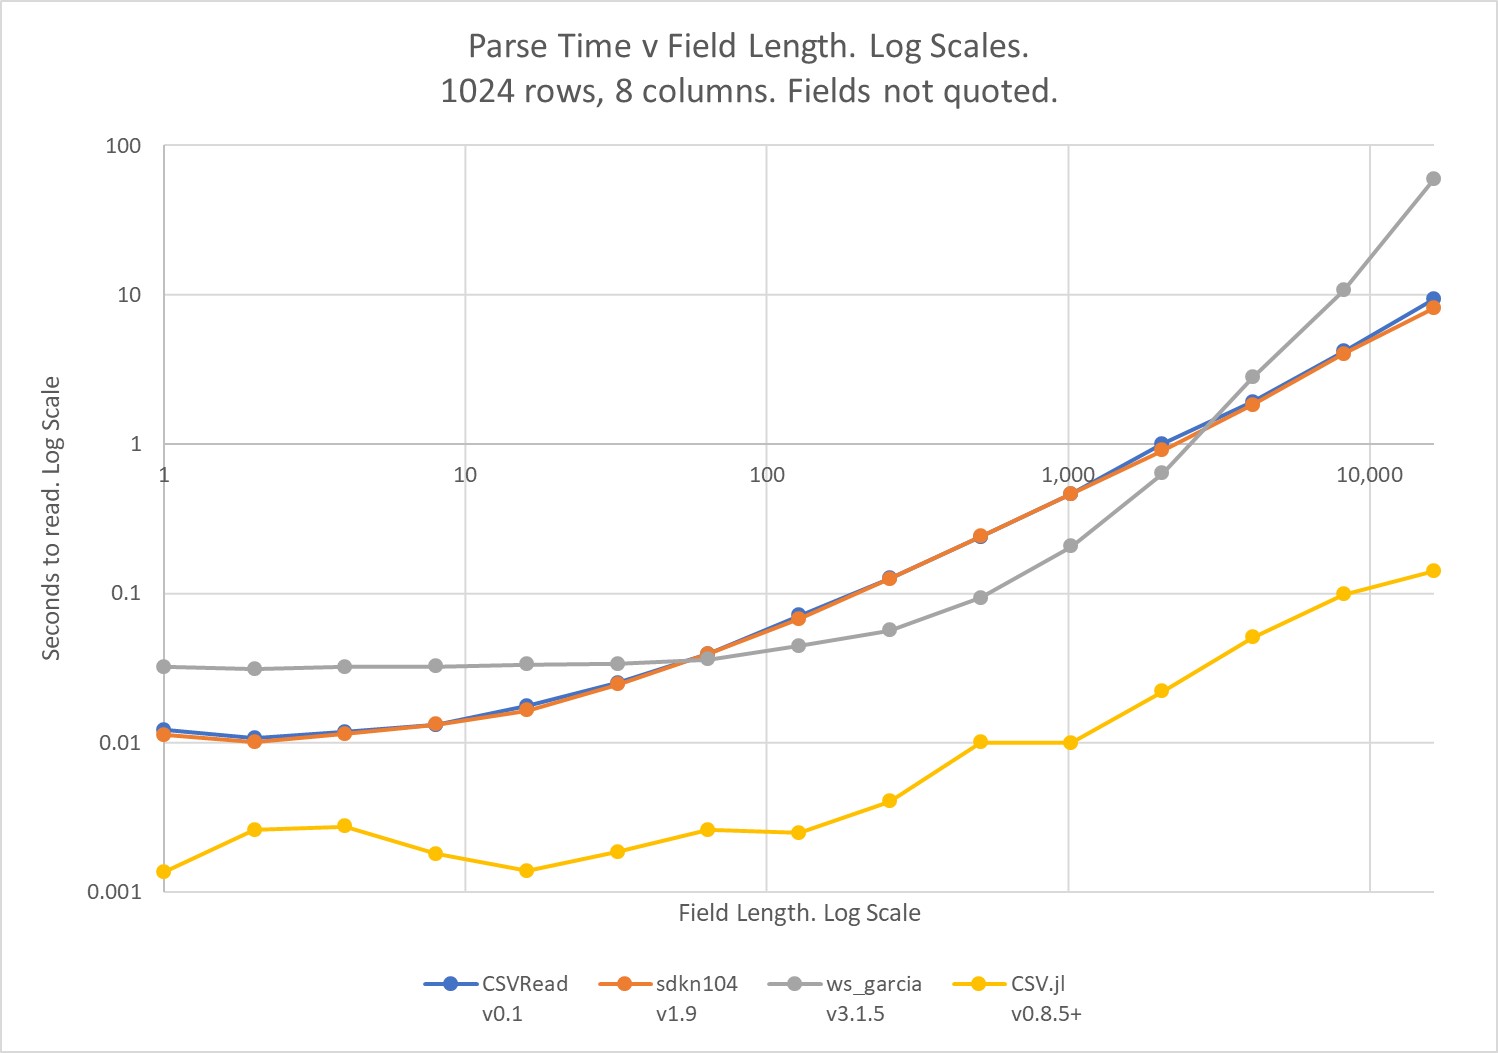 Parse Time v Field Length. Log Scales.
1024 rows, 8 columns. Fields not quoted.
100
10
1
0.1
0.01
0.001
Seconds to read. Log Scale
1 10 100 1,000 10,000
Field Length. Log Scale
CSVRead sdkn104 ws_garcia CSV.jl
v0.1 v1.9 v3.1.5 v0.8.5+